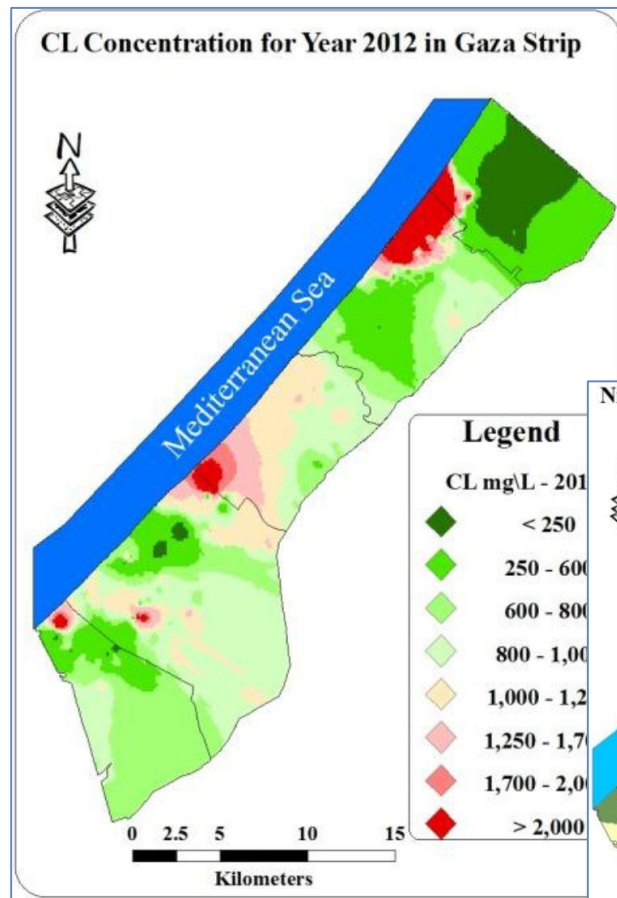 CL Concentration for Year 2012 in Gaza Strip
N
Mediterranean Sea
Legend
CL mg\L - 201
< 250
250 - 600
600 - 800
800 - 1,00
1,000 - 1,2
1,250 - 1,7
1,700 - 2,0
> 2,000
0 2.5 5 10 15
Kilometers